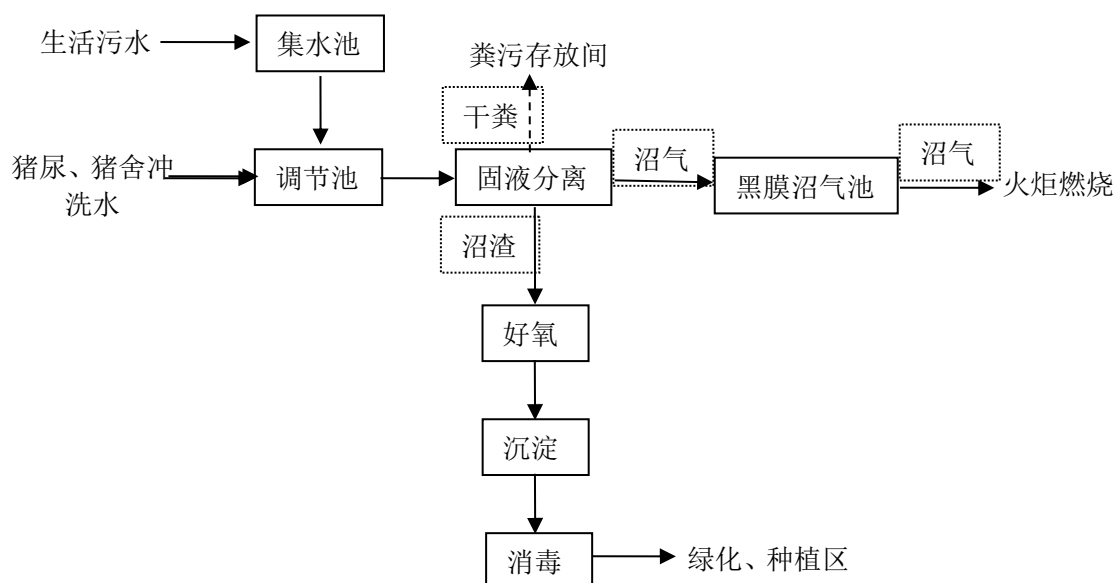 生活污水
集水池
粪污存放间
干粪
猪尿、猪舍冲
洗水
调节池
固液分离
沼气
黑膜沼气池
沼气
火炬燃烧
沼渣
好氧
沉淀
消毒
绿化、种植区